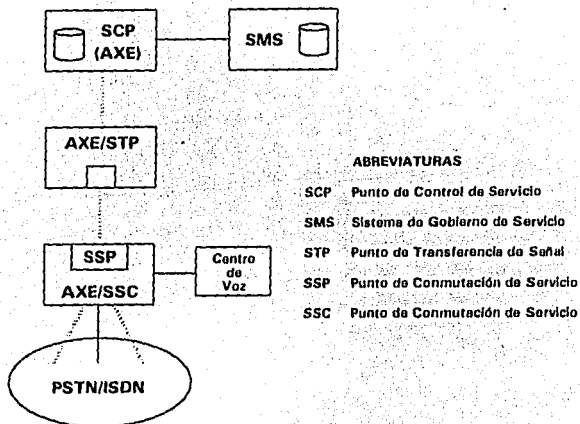 SCP
(AXE)
SMS
AXE/STP
SSP
AXE/SSC
Centro
de
Voz
PSTN/ISDN
ABREVIATURAS
SCP Punto de Control de Servicio
SMS Sistema de Gobierno de Servicio
STP Punto de Transferencia de Señal
SSP Punto de Conmutación de Servicio
SSC Punto de Conmutación de Servicio